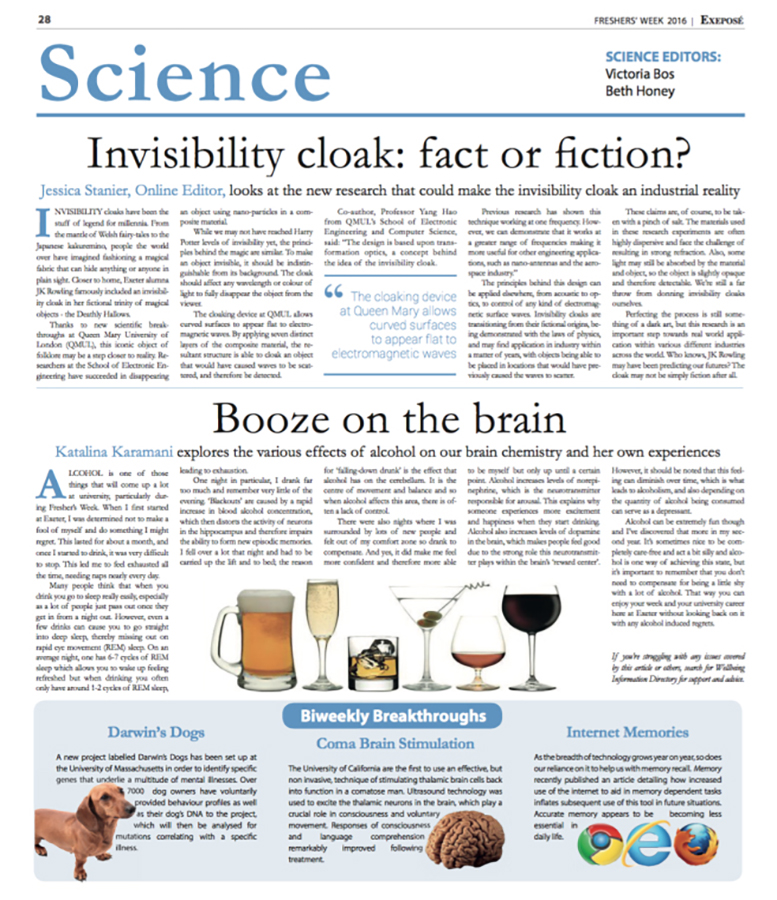 28
FRESHERS' WEEK 2016 | EXEPOSÉ
Science
SCIENCE EDITORS:
Victoria Bos
Beth Honey
Invisibility cloak: fact or fiction?
Jessica Stanier, Online Editor, looks at the new research that could make the invisibility cloak an industrial reality
INVISIBILITY cloaks have been the
stuff of legend for millennia. From
the mantle of Welsh fairy-tales to the
Japanese kakuremino, people the world
over have imagined fashioning a magical
fabric that can hide anything or anyone in
plain sight. Closer to home, Exeter alumna
JK Rowling famously included an invisibil-
ity cloak in her fictional trinity of magical
objects - the Deathly Hallows.
Thanks to new scientific break-
throughs at Queen Mary University of
London (QMUL), this iconic object of
folklore may be a step closer to reality. Re-
searchers at the School of Electronic En-
gineering have succeeded in disappearing
an object using nano-particles in a com-
posite material.
While we may not have reached Harry
Potter levels of invisibility yet, the princi-
ples behind the magic are similar. To make
an object invisible, it should be indistin-
guishable from its background. The cloak
should affect any wavelength or colour of
light to fully disappear the object from the
viewer.
The cloaking device at QMUL allows
curved surfaces to appear flat to electro-
magnetic waves. By applying seven distinct
layers of the composite material, the re-
sultant structure is able to cloak an object
that would have caused waves to be scat-
tered, and therefore be detected.
Co-author, Professor Yang Hao
from QMUL's School of Electronic
Engineering and Computer Science,
said: "The design is based upon trans-
formation optics, a concept behind
the idea of the invisibility cloak.
“ The cloaking device
at Queen Mary allows
curved surfaces
to appear flat to
electromagnetic waves
Previous research has shown this
technique working at one frequency. How-
ever, we can demonstrate that it works at
a greater range of frequencies making it
more useful for other engineering applica-
tions, such as nano-antennas and the aero-
space industry."
The principles behind this design can
be applied elsewhere, from acoustic to op-
tics, to control of any kind of electromag-
netic surface waves. Invisibility cloaks are
transitioning from their fictional origins, be-
ing demonstrated with the laws of physics,
and may find application in industry within
a matter of years, with objects being able to
be placed in locations that would have pre-
viously caused the waves to scatter.
These claims are, of course, to be tak-
en with a pinch of salt. The materials used
in these research experiments are often
highly dispersive and face the challenge of
resulting in strong refraction. Also, some
light may still be absorbed by the material
and object, so the object is slightly opaque
and therefore detectable. We're still a far
throw from donning invisibility cloaks
ourselves.
Perfecting the process is still some-
thing of a dark art, but this research is an
important step towards real world appli-
cation within various different industries
across the world. Who knows, JK Rowling
may have been predicting our futures? The
cloak may not be simply fiction after all.
Booze on the brain
Katalina Karamani explores the various effects of alcohol on our brain chemistry and her own experiences
ALCOHOL is one of those
things that will come up a lot
at university, particularly dur-
ing Fresher's Week. When I first started
at Exeter, I was determined not to make a
fool of myself and do something I might
regret. This lasted for about a month, and
once I started to drink, it was very difficult
to stop. This led me to feel exhausted all
the time, needing naps nearly every day.
Many people think that when you
drink you go to sleep really easily, especially
as a lot of people just pass out once they
get in from a night out. However, even a
few drinks can cause you to go straight
into deep sleep, thereby missing out on
rapid eye movement (REM) sleep. On an
average night, one has 6-7 cycles of REM
sleep which allows you to wake up feeling
refreshed but when drinking you often
only have around 1-2 cycles of REM sleep,
leading to exhaustion.
One night in particular, I drank far
too much and remember very little of the
evening. 'Blackouts' are caused by a rapid
increase in blood alcohol concentration,
which then distorts the activity of neurons
in the hippocampus and therefore impairs
the ability to form new episodic memories.
I fell over a lot that night and had to be
carried up the lift and to bed; the reason
for 'falling-down drunk' is the effect that
alcohol has on the cerebellum. It is the
centre of movement and balance and so
when alcohol affects this area, there is of-
ten a lack of control.
There were also nights where I was
surrounded by lots of new people and
felt out of my comfort zone so drank to
compensate. And yes, it did make me feel
more confident and therefore more able
to be myself but only up until a certain
point. Alcohol increases levels of norepi-
nephrine, which is the neurotransmitter
responsible for arousal. This explains why
someone experiences more excitement
and happiness when they start drinking.
Alcohol also increases levels of dopamine
in the brain, which makes people feel good
due to the strong role this neurotransmit-
ter plays within the brain's 'reward center'.
However, it should be noted that this feel-
ing can diminish over time, which is what
leads to alcoholism, and also depending on
the quantity of alcohol being consumed
can serve as a depressant.
Alcohol can be extremely fun though
and I've discovered that more in my sec-
ond year. It's sometimes nice to be com-
pletely care-free and act a bit silly and alco-
hol is one way of achieving this state, but
it's important to remember that you don't
need to compensate for being a little shy
with a lot of alcohol. That way you can
enjoy your week and your university career
here at Exeter without looking back on it
with any alcohol induced regrets.
If you're struggling with any issues covered
by this article or others, search for Wellbeing
Information Directory for support and advice.
Biweekly Breakthroughs
Darwin's Dogs
A new project labelled Darwin's Dogs has been set up at
the University of Massachusetts in order to identify specific
genes that underlie a multitude of mental illnesses. Over
7000 dog owners have voluntarily
provided behaviour profiles as well
as their dog's DNA to the project,
which will then be analysed for
mutations correlating with a specific
illness.
Coma Brain Stimulation
The University of California are the first to use an effective, but
non invasive, technique of stimulating thalamic brain cells back
into function in a comatose man. Ultrasound technology was
used to excite the thalamic neurons in the brain, which play a
crucial role in consciousness and voluntary
movement. Responses of consciousness
and language comprehension
remarkably improved following
treatment.
Internet Memories
As the breadth of technology grows year on year, so does
our reliance on it to help us with memory recall. Memory
recently published an article detailing how increased
use of the internet to aid in memory dependent tasks
inflates subsequent use of this tool in future situations.
Accurate memory appears to be becoming less
essential in
daily life.